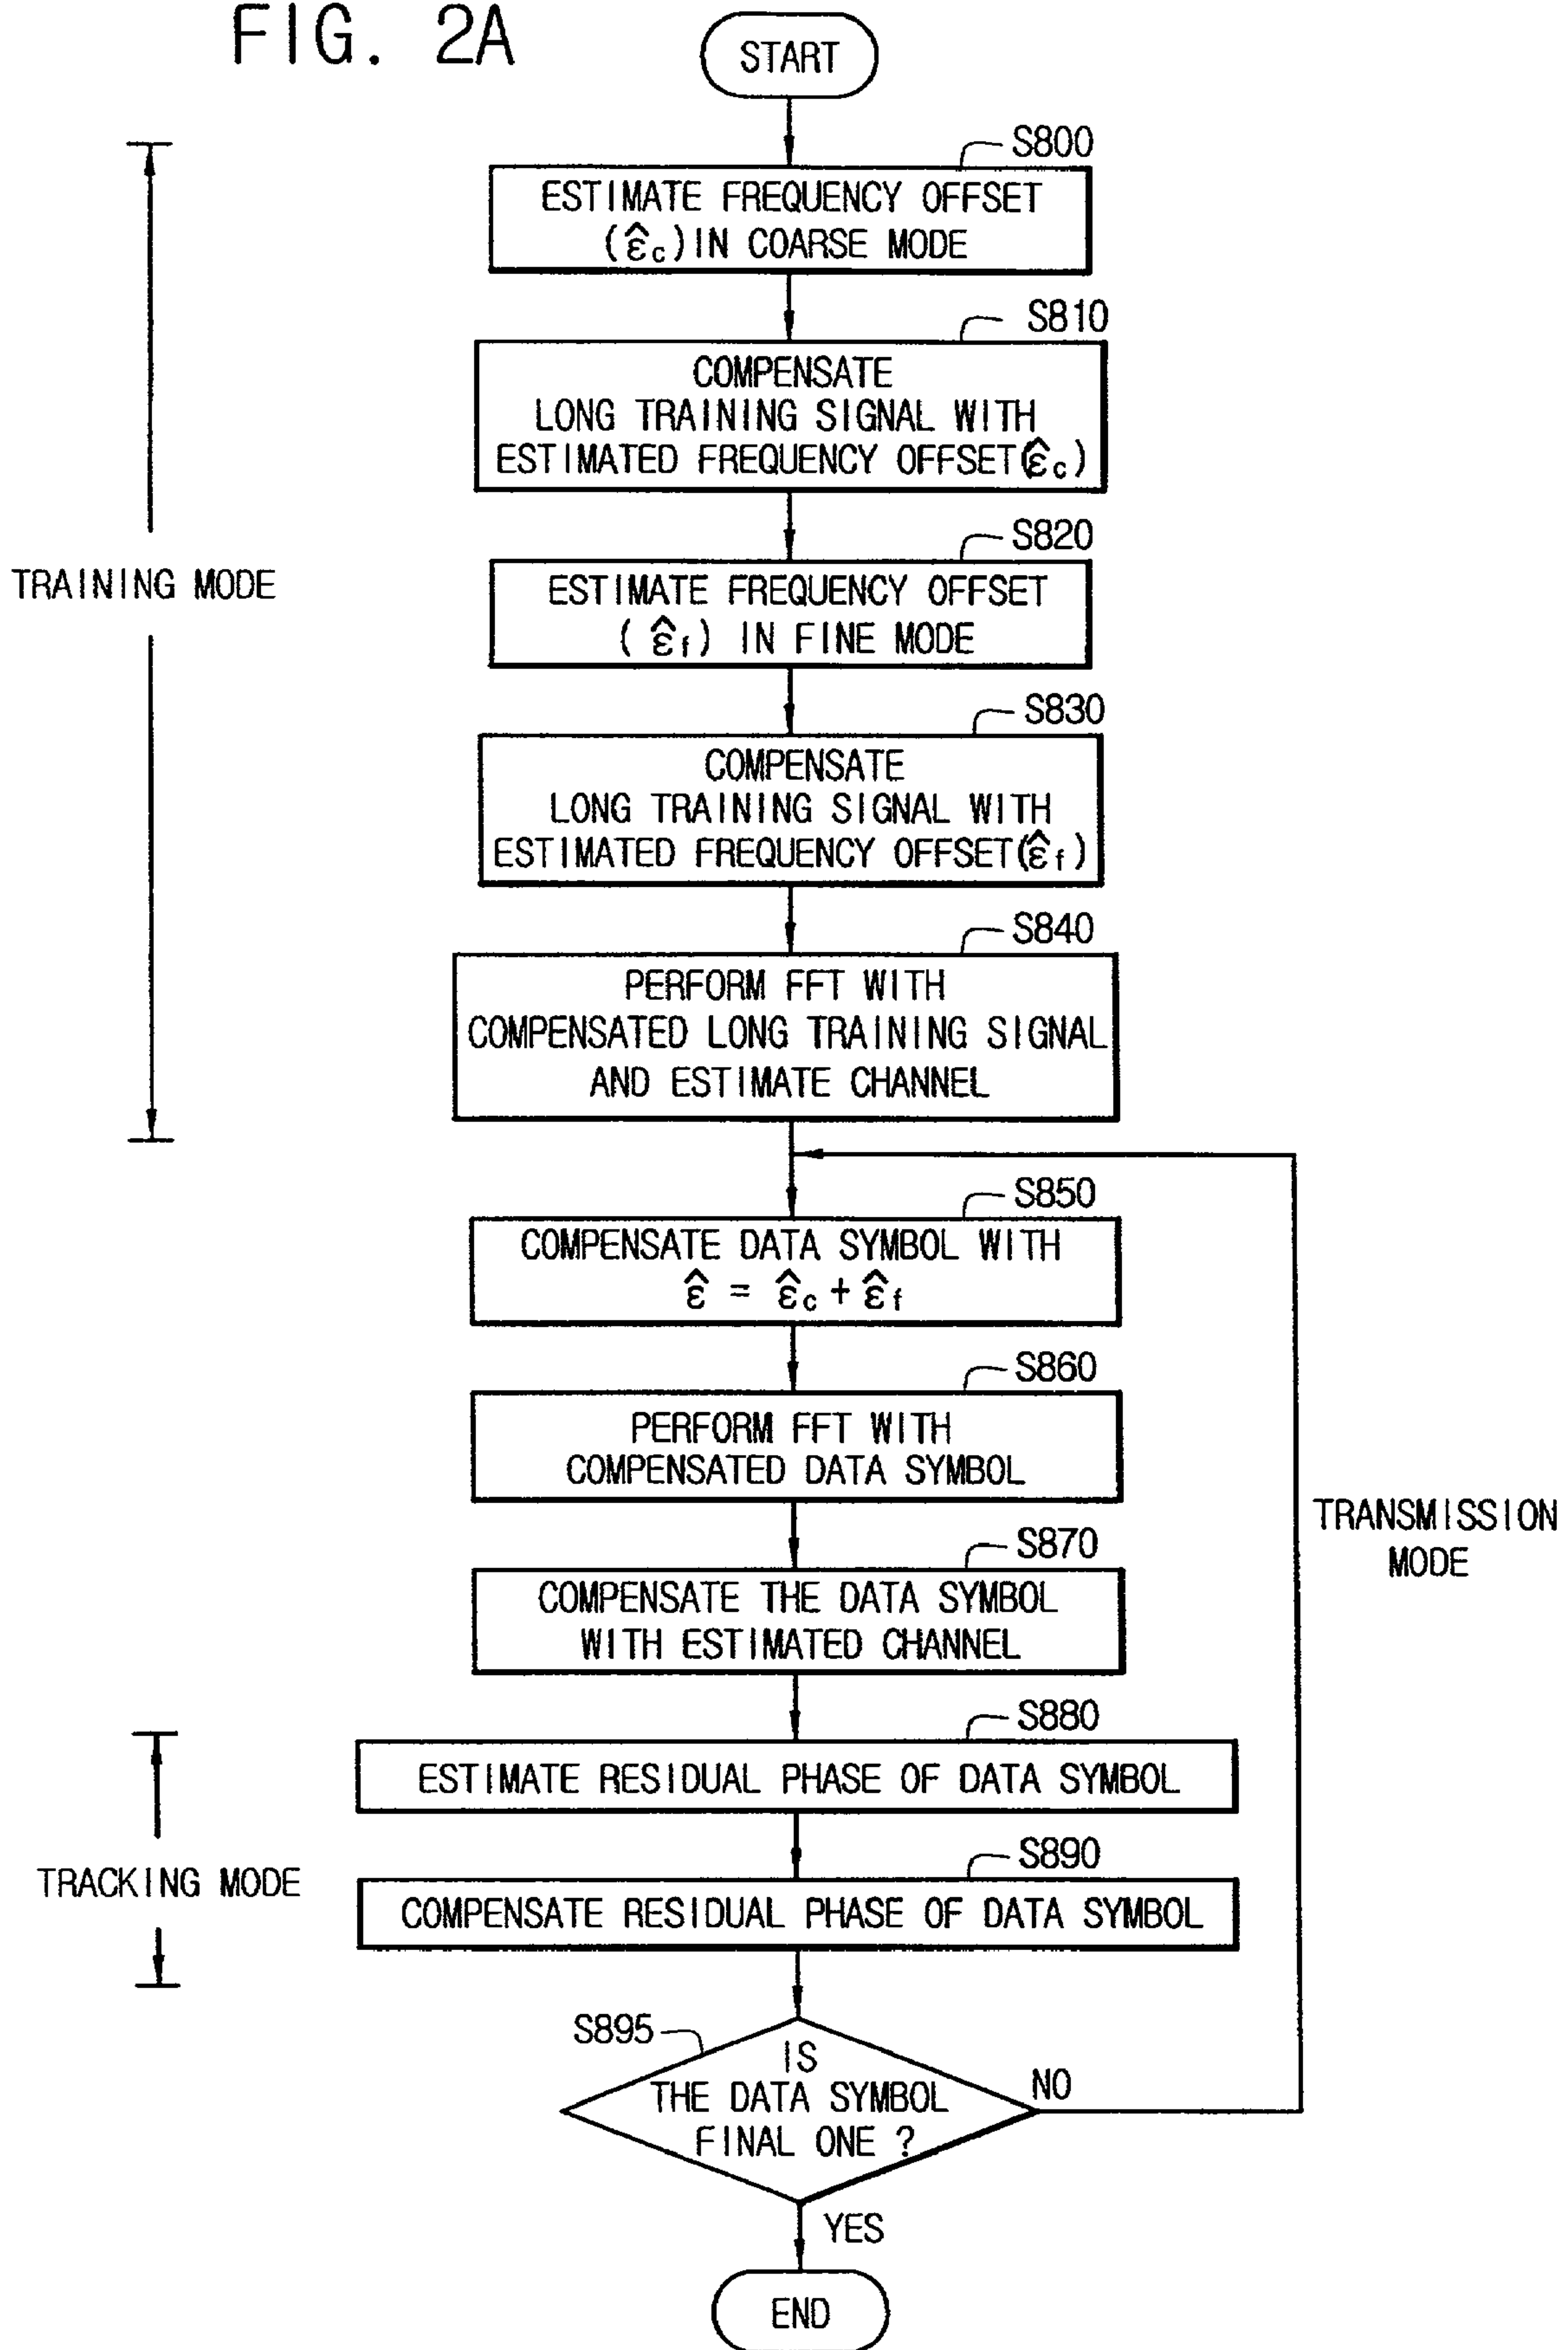 FIG. 2A
START
S800
ESTIMATE FREQUENCY OFFSET
(ε̂c) IN COARSE MODE
S810
COMPENSATE
LONG TRAINING SIGNAL WITH
ESTIMATED FREQUENCY OFFSET(ε̂c)
S820
ESTIMATE FREQUENCY OFFSET
(ε̂f) IN FINE MODE
TRAINING MODE
S830
COMPENSATE
LONG TRAINING SIGNAL WITH
ESTIMATED FREQUENCY OFFSET(ε̂f)
S840
PERFORM FFT WITH
COMPENSATED LONG TRAINING SIGNAL
AND ESTIMATE CHANNEL
S850
COMPENSATE DATA SYMBOL WITH
ε̂ = ε̂c + ε̂f
S860
PERFORM FFT WITH
COMPENSATED DATA SYMBOL
TRANSMISSION
MODE
S870
COMPENSATE THE DATA SYMBOL
WITH ESTIMATED CHANNEL
S880
ESTIMATE RESIDUAL PHASE OF DATA SYMBOL
TRACKING MODE
S890
COMPENSATE RESIDUAL PHASE OF DATA SYMBOL
S895
IS
THE DATA SYMBOL
FINAL ONE ?
NO
YES
END